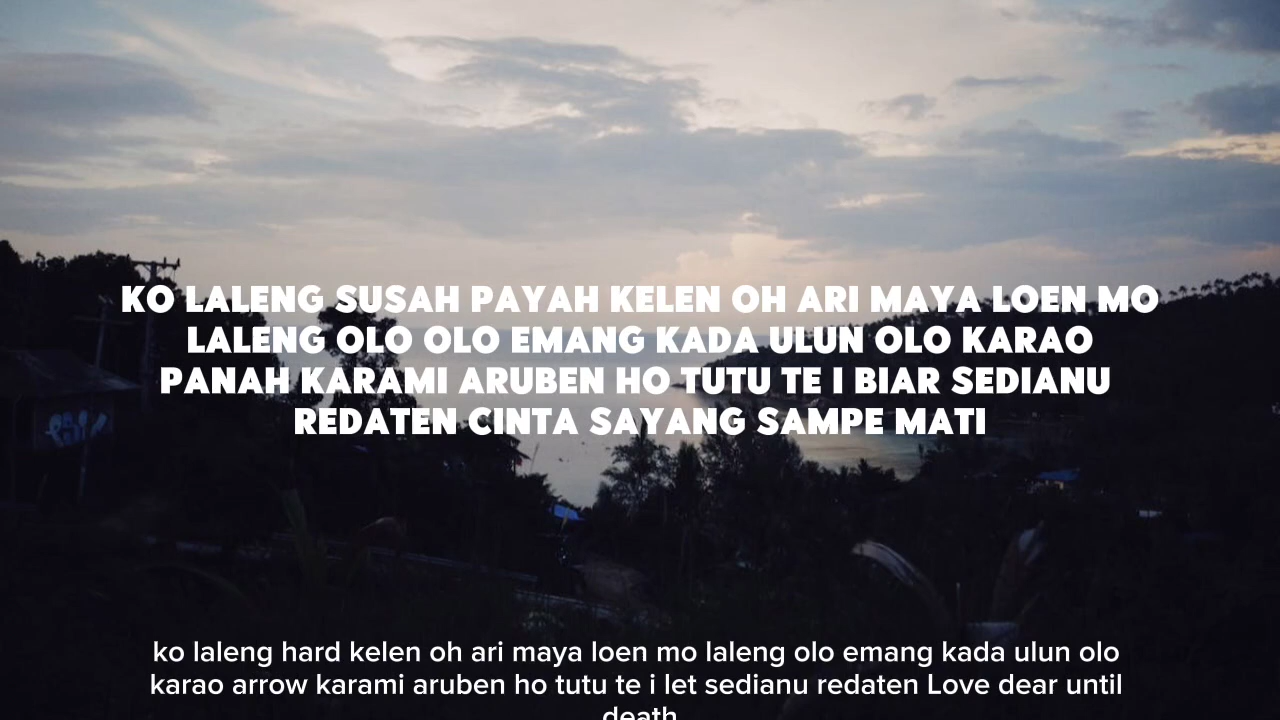 KO LALENG SUSAH PAYAH KELEN OH ARI MAYA LOEN MO
LALENG OLO OLO EMANG KADA ULUN OLO KARAO
PANAH KARAMI ARUBEN HO TUTU TE I BIAR SEDIANU
REDATEN CINTA SAYANG SAMPE MATI
ko laleng hard kelen oh ari maya loen mo laleng olo emang kada ulun olo
karao arrow karami aruben ho tutu te i let sedianu redaten Love dear until
death